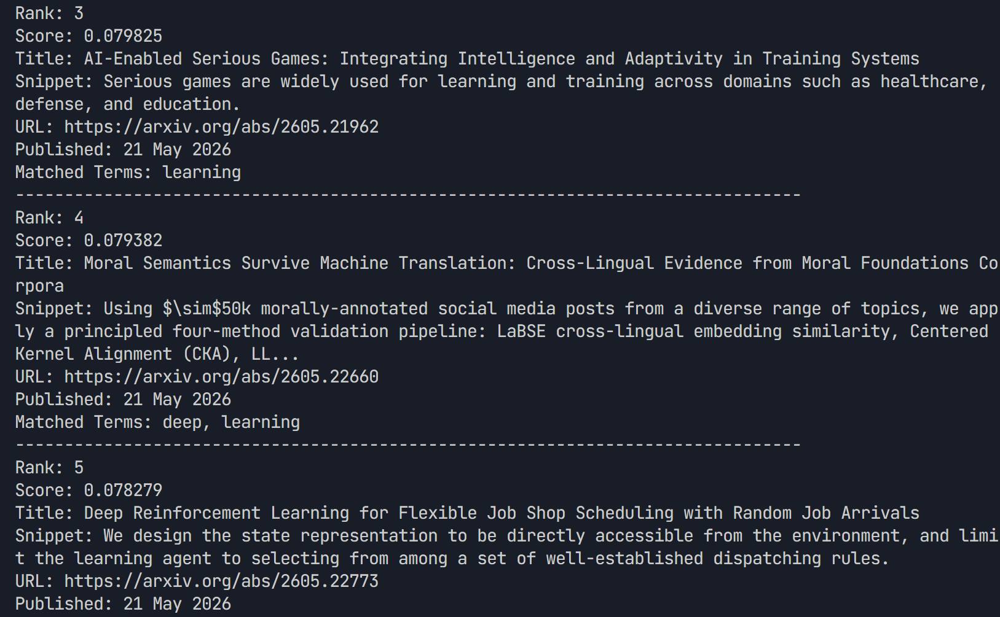 Rank: 3
Score: 0.079825
Title: AI-Enabled Serious Games: Integrating Intelligence and Adaptivity in Training Systems
Snippet: Serious games are widely used for learning and training across domains such as healthcare,
defense, and education.
URL: https://arxiv.org/abs/2605.21962
Published: 21 May 2026
Matched Terms: learning
--------------------------------------------------------------------------------
Rank: 4
Score: 0.079382
Title: Moral Semantics Survive Machine Translation: Cross-Lingual Evidence from Moral Foundations Co
rpora
Snippet: Using $\sim$50k morally-annotated social media posts from a diverse range of topics, we app
ly a principled four-method validation pipeline: LaBSE cross-lingual embedding similarity, Centered
Kernel Alignment (CKA), LL...
URL: https://arxiv.org/abs/2605.22660
Published: 21 May 2026
Matched Terms: deep, learning
--------------------------------------------------------------------------------
Rank: 5
Score: 0.078279
Title: Deep Reinforcement Learning for Flexible Job Shop Scheduling with Random Job Arrivals
Snippet: We design the state representation to be directly accessible from the environment, and limi
t the learning agent to selecting from among a set of well-established dispatching rules.
URL: https://arxiv.org/abs/2605.22773
Published: 21 May 2026